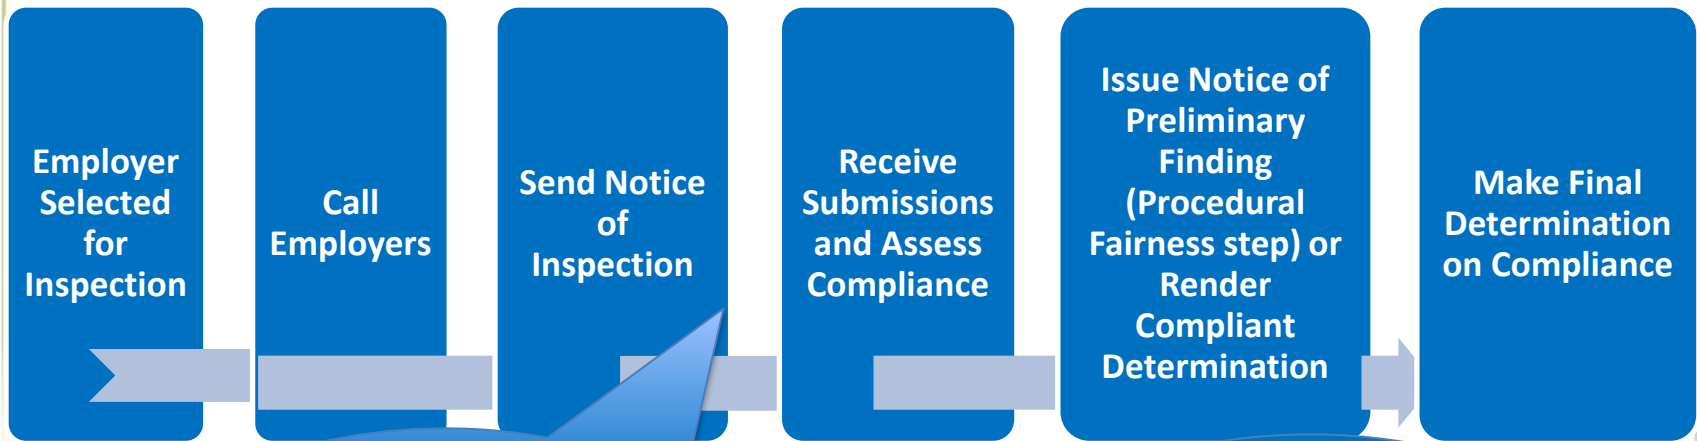 Employer
Selected
for
Inspection
Call
Employers
Send Notice
of
Inspection
Receive
Submissions
and Assess
Compliance
Issue Notice of
Preliminary
Finding
(Procedural
Fairness step) or
Render
Compliant
Determination
Make Final
Determination
on Compliance